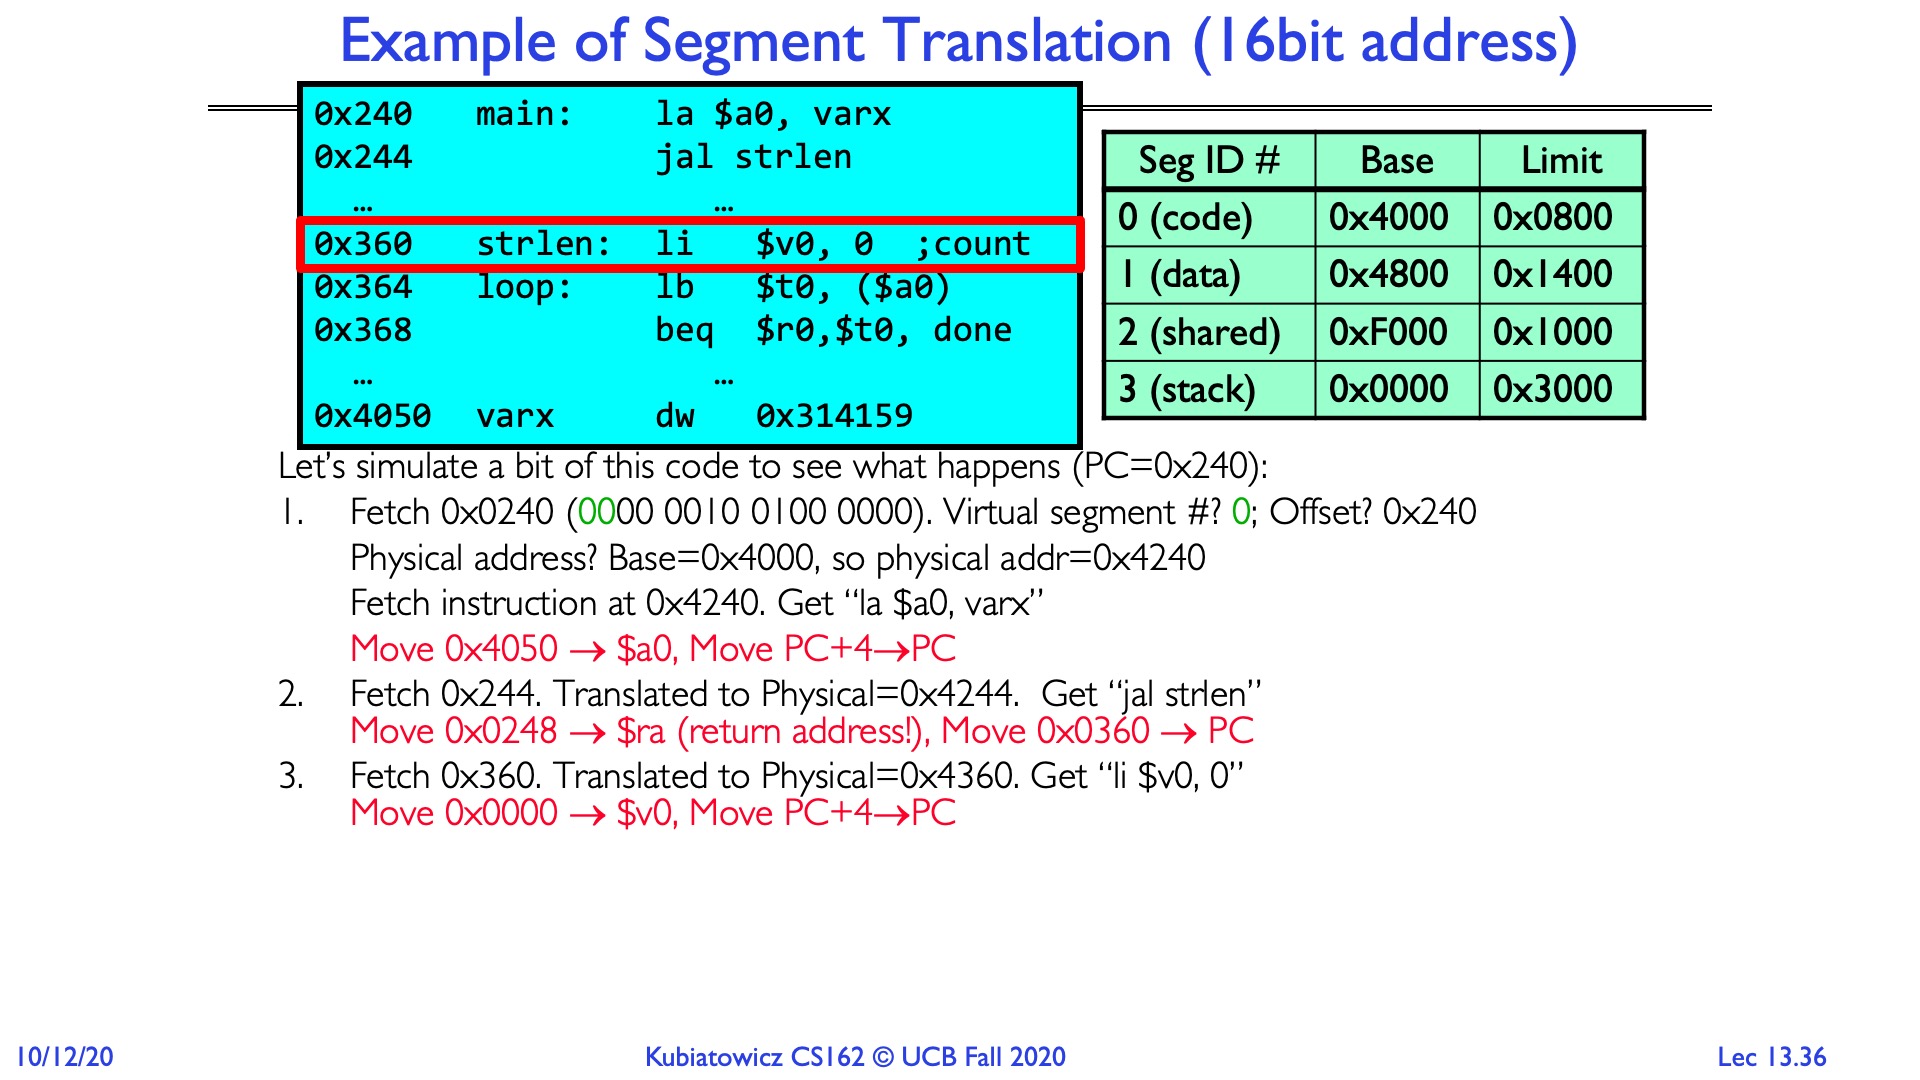 Example of Segment Translation (16bit address)
0x240 main: la $a0, varx
0x244 jal strlen
… …
0x360 strlen: li $v0, 0 ;count
0x364 loop: lb $t0, ($a0)
0x368 beq $r0,$t0, done
… …
0x4050 varx dw 0x314159
Seg ID # Base Limit
0 (code) 0x4000 0x0800
1 (data) 0x4800 0x1400
2 (shared) 0xF000 0x1000
3 (stack) 0x0000 0x3000
Let’s simulate a bit of this code to see what happens (PC=0x240):
1. Fetch 0x0240 (0000 0010 0100 0000). Virtual segment #? 0; Offset? 0x240
Physical address? Base=0x4000, so physical addr=0x4240
Fetch instruction at 0x4240. Get “la $a0, varx”
Move 0x4050 → $a0, Move PC+4→PC
2. Fetch 0x244. Translated to Physical=0x4244. Get “jal strlen”
Move 0x0248 → $ra (return address!), Move 0x0360 → PC
3. Fetch 0x360. Translated to Physical=0x4360. Get “li $v0, 0”
Move 0x0000 → $v0, Move PC+4→PC
10/12/20 Kubiatowicz CS162 © UCB Fall 2020 Lec 13.36